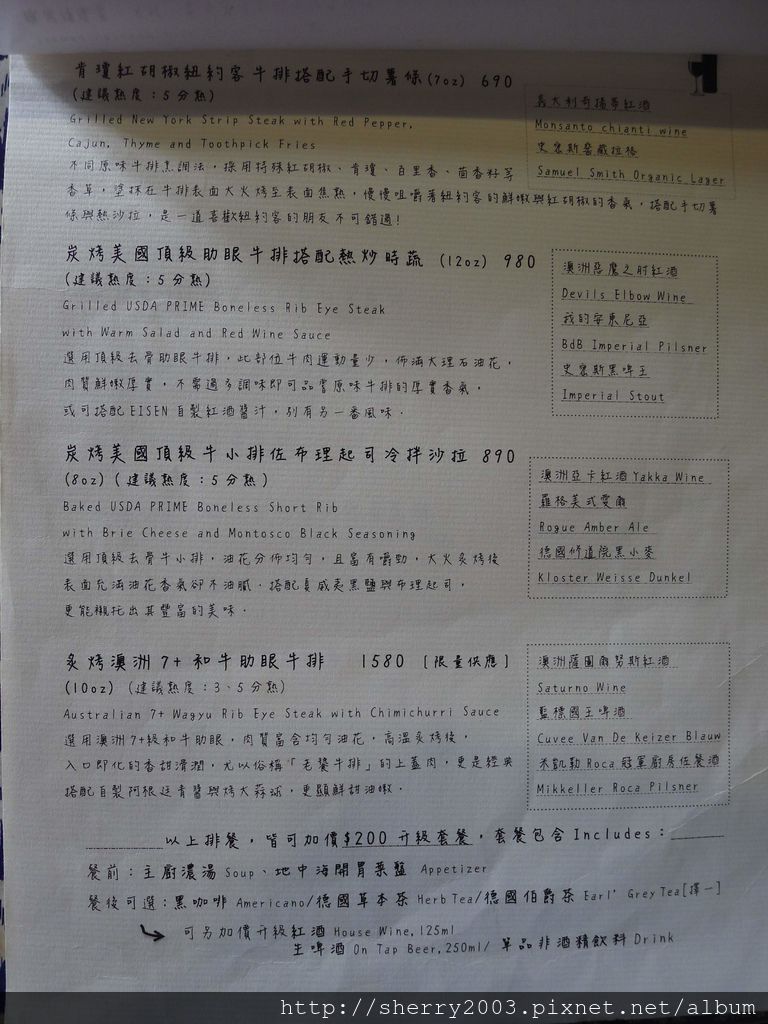 肯瓊紅胡椒紐約客牛排搭配手切薯條(7oz) 690
(建議熟度：5分熟)
Grilled New York Strip Steak with Red Pepper,
Cajun, Thyme and Toothpick Fries
不同原味牛排烹調法，採用特殊紅胡椒、肯瓊、百里香、茴香籽等
香草，塗抹在牛排表面大火烤至表面焦熟，慢慢咀嚼著紐約客的鮮嫩與紅胡椒的香氣，搭配手切薯
條與熱沙拉，是一道喜歡紐約客的朋友不可錯過!
義大利奇揚帝紅酒
Monsanto chianti wine
史密斯窖藏拉格
Samuel Smith Organic Lager
炭烤美國頂級肋眼牛排搭配熱炒時蔬 (12oz) 980
(建議熟度：5分熟)
Grilled USDA PRIME Boneless Rib Eye Steak
with Warm Salad and Red Wine Sauce
選用頂級去骨肋眼牛排，此部位牛肉運動量少，佈滿大理石油花，
肉質鮮嫩厚實，不需過多調味即可品嘗原味牛排的厚實香氣，
或可搭配EISEN自製紅酒醬汁，別有另一番風味．
澳洲惡魔之肘紅酒
Devils Elbow Wine
我的安東尼亞
BdB Imperial Pilsner
史密斯黑啤王
Imperial Stout
炭烤美國頂級牛小排佐布理起司冷拌沙拉 890
(8oz) (建議熟度：5分熟)
Baked USDA PRIME Boneless Short Rib
with Brie Cheese and Montosco Black Seasoning
選用頂級去骨牛小排，油花分佈均勻，且富有嚼勁，大火炙烤後
表面充滿油花香氣卻不油膩．搭配夏威夷黑鹽與布理起司，
更能襯托出其豐富的美味．
澳洲亞卡紅酒Yakka Wine
羅格美式愛爾
Rogue Amber Ale
德國修道院黑小麥
Kloster Weisse Dunkel
炙烤澳洲7+和牛肋眼牛排 1580 [限量供應]
(10oz) (建議熟度：3、5分熟)
Australian 7+ Wagyu Rib Eye Steak with Chimichurri Sauce
選用澳洲7+級和牛肋眼，肉質富含均勻油花，高溫炙烤後，
入口即化的香甜滑潤，尤以俗稱「老饕牛排」的上蓋肉，更是經典
搭配自製阿根廷青醬與烤大蒜球，更顯鮮甜油嫩．
澳洲薩圖爾努斯紅酒
Saturno Wine
藍標國王啤酒
Cuvee Van De Keizer Blauw
米凱勒Roca冠軍廚房佐餐酒
Mikkeller Roca Pilsner
以上排餐，皆可加價$200升級套餐，套餐包含Includes：
餐前：主廚濃湯Soup、地中海開胃菜盤 Appetizer
餐後可選：黑咖啡 Americano/德國草本茶 Herb Tea/德國伯爵茶 Earl' Grey Tea[擇一]
可另加價升級紅酒 House Wine,125ml
生啤酒 On Tap Beer,250ml/ 單品非酒精飲料 Drink
http://sherry2003.pixnet.net/album